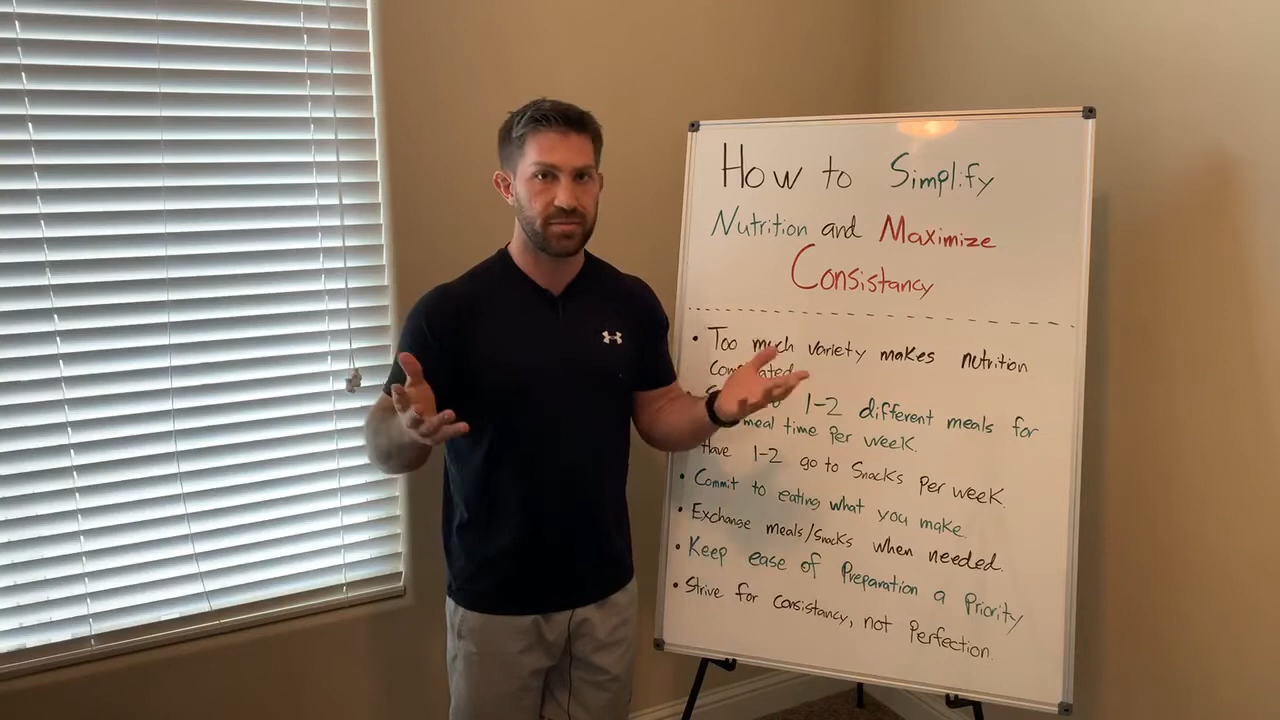 How to Simplify
Nutrition and Maximize
Consistancy
• Too much variety makes nutrition
1-2 different meals for
meal time per week.
Have 1-2 go to Snacks per week.
• Commit to eating what you make.
• Exchange meals/snacks when needed.
• Keep ease of Preparation a Priority
• Strive for consistancy, not Perfection.